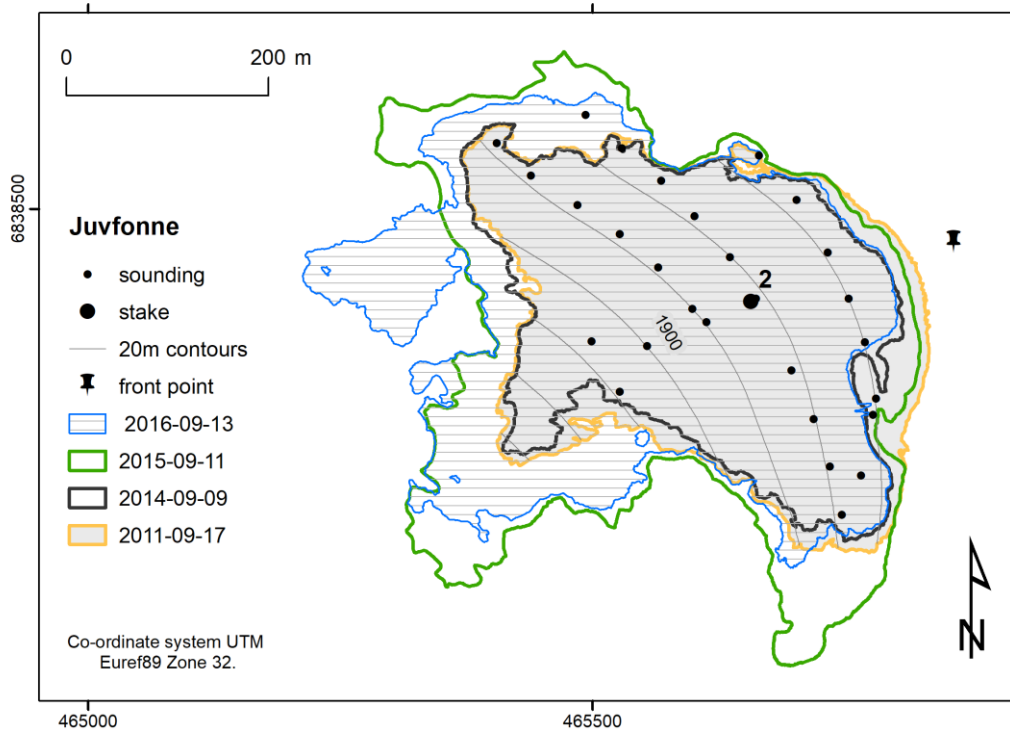 0 200 m
6838500
Juvfonne
sounding
stake
20m contours
front point
2016-09-13
2015-09-11
2014-09-09
2011-09-17
2
1900
N
Co-ordinate system UTM
Euref89 Zone 32.
465000 465500